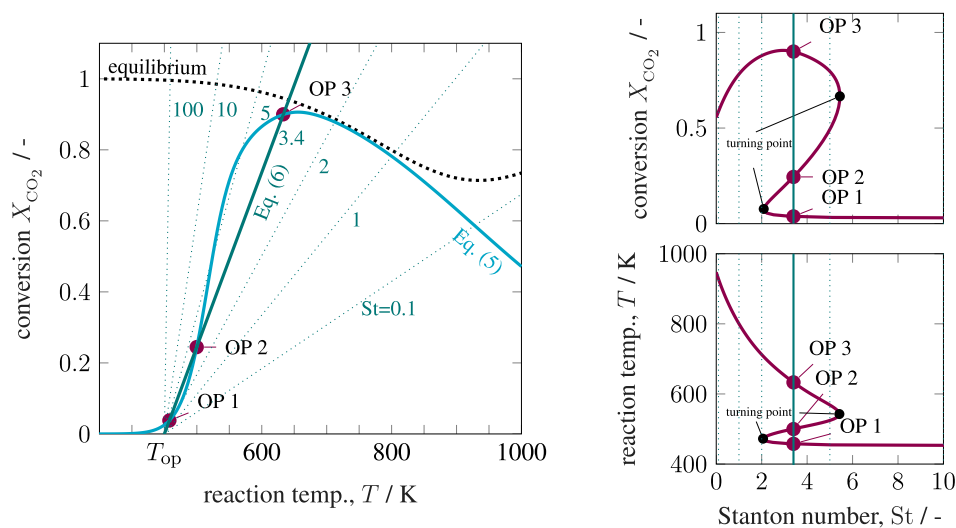 conversion X_CO2 / -
1
0.8
0.6
0.4
0.2
0
equilibrium
100
10
5
3.4
2
1
St=0.1
OP 3
OP 2
OP 1
Eq. (6)
Eq. (5)
T_op
600
800
1000
reaction temp., T / K
conversion X_CO2 / -
1
0.5
0
OP 3
turning point
OP 2
OP 1
reaction temp., T / K
1000
800
600
400
OP 3
OP 2
turning point
OP 1
0
2
4
6
8
10
Stanton number, St / -